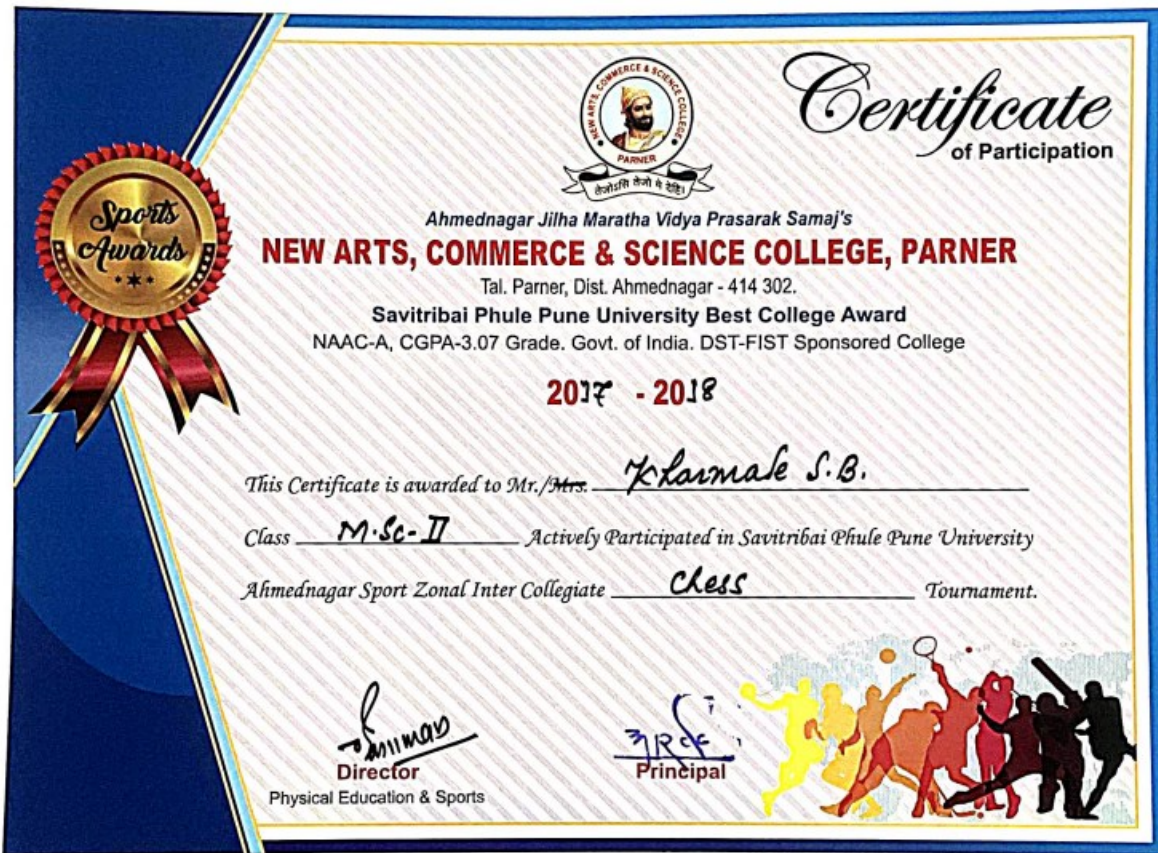 NEW ARTS, COMMERCE & SCIENCE COLLEGE
PARNER
तेजोऽसि तेजो मे देहि।
Certificate
of Participation
Sports
Awards
Ahmednagar Jilha Maratha Vidya Prasarak Samaj's
NEW ARTS, COMMERCE & SCIENCE COLLEGE, PARNER
Tal. Parner, Dist. Ahmednagar - 414 302.
Savitribai Phule Pune University Best College Award
NAAC-A, CGPA-3.07 Grade. Govt. of India. DST-FIST Sponsored College
2017 - 2018
This Certificate is awarded to Mr./Mrs. Kharmale S.B.
Class M.Sc-II Actively Participated in Savitribai Phule Pune University
Ahmednagar Sport Zonal Inter Collegiate Chess Tournament.
Director
Principal
Physical Education & Sports